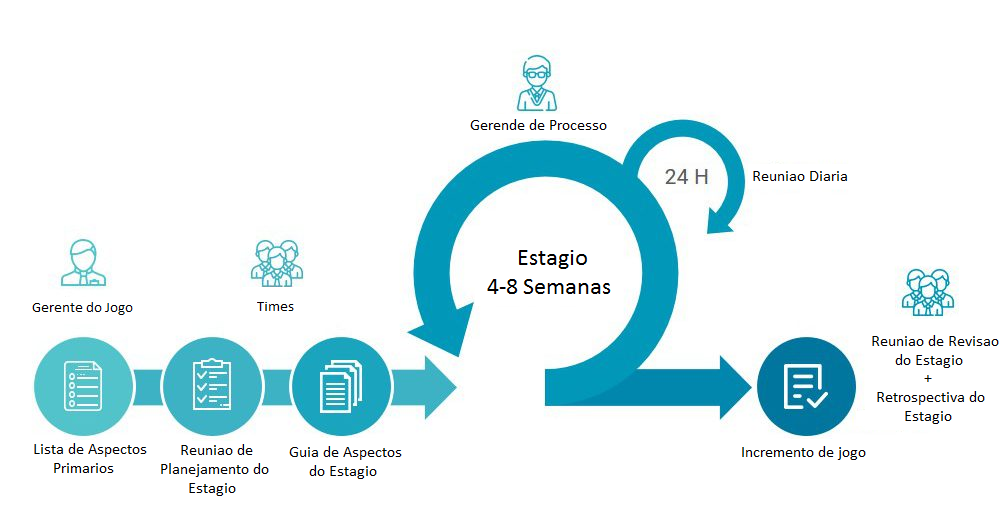 Gerende de Processo
24 H
Reuniao Diaria
Estagio
4-8 Semanas
Gerente do Jogo
Times
Lista de Aspectos
Primarios
Reuniao de
Planejamento do
Estagio
Guia de Aspectos
do Estagio
Incremento de jogo
Reuniao de Revisao
do Estagio
+
Retrospectiva do
Estagio